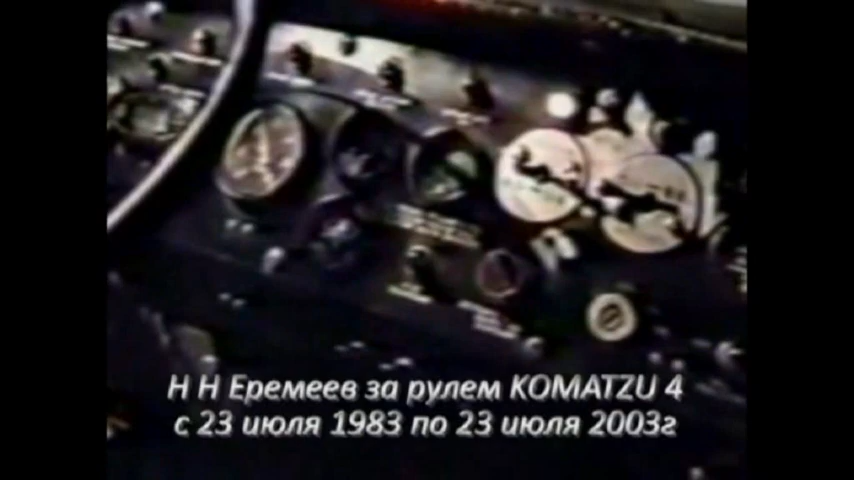 Н Н Еремеев за рулем KOMATZU 4
с 23 июля 1983 по 23 июля 2003г